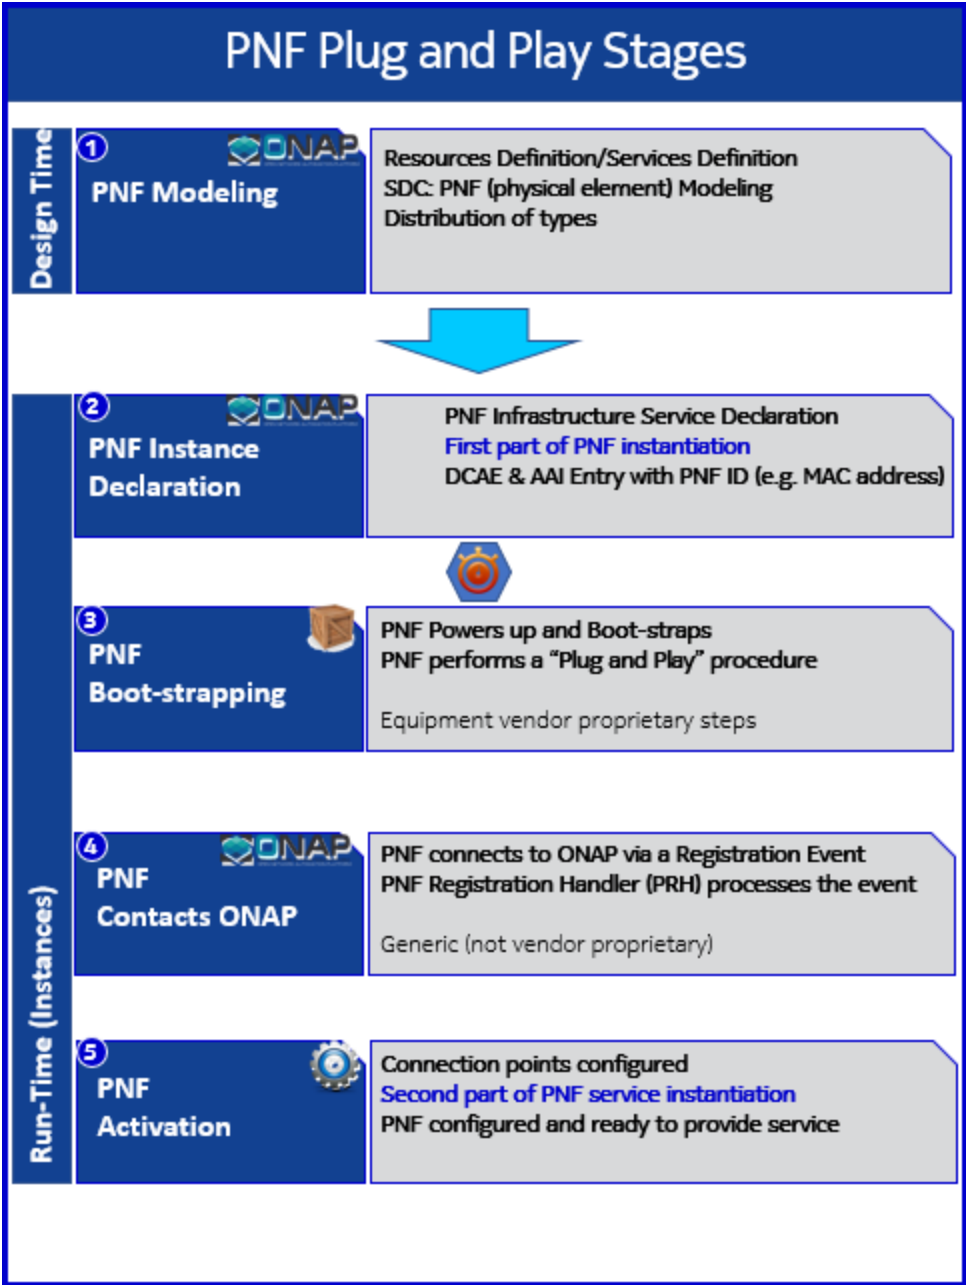 PNF Plug and Play Stages
Design Time
1
ONAP
PNF Modeling
Resources Definition/Services Definition
SDC: PNF (physical element) Modeling
Distribution of types
Run-Time (Instances)
2
ONAP
PNF Instance
Declaration
PNF Infrastructure Service Declaration
First part of PNF instantiation
DCAE & AAI Entry with PNF ID (e.g. MAC address)
3
PNF
Boot-strapping
PNF Powers up and Boot-straps
PNF performs a “Plug and Play” procedure
Equipment vendor proprietary steps
4
ONAP
PNF
Contacts ONAP
PNF connects to ONAP via a Registration Event
PNF Registration Handler (PRH) processes the event
Generic (not vendor proprietary)
5
PNF
Activation
Connection points configured
Second part of PNF service instantiation
PNF configured and ready to provide service